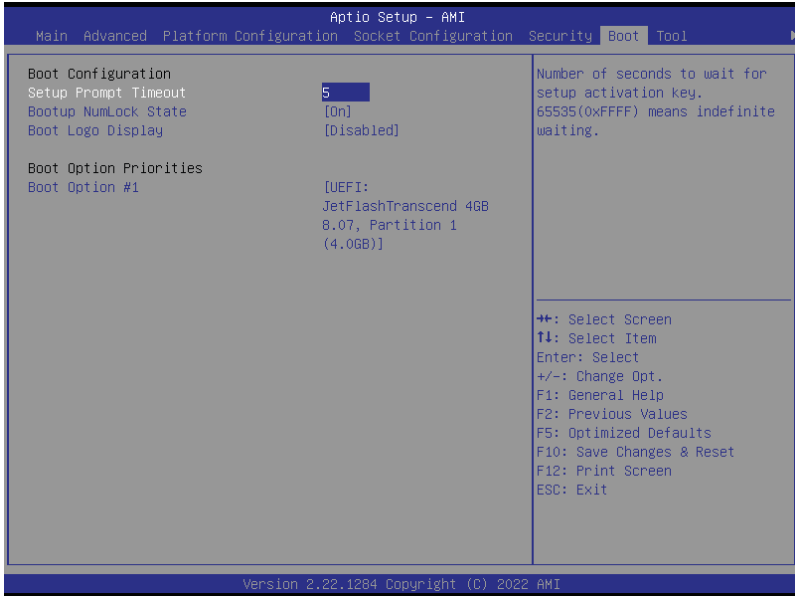 Aptio Setup – AMI
Main Advanced Platform Configuration Socket Configuration Security Boot Tool
Boot Configuration
Setup Prompt Timeout 5
Bootup NumLock State [On]
Boot Logo Display [Disabled]
Boot Option Priorities
Boot Option #1 [UEFI:
JetFlashTranscend 4GB
8.07, Partition 1
(4.0GB)]
Number of seconds to wait for
setup activation key.
65535(0xFFFF) means indefinite
waiting.
→←: Select Screen
↑↓: Select Item
Enter: Select
+/-: Change Opt.
F1: General Help
F2: Previous Values
F5: Optimized Defaults
F10: Save Changes & Reset
F12: Print Screen
ESC: Exit
Version 2.22.1284 Copyright (C) 2022 AMI